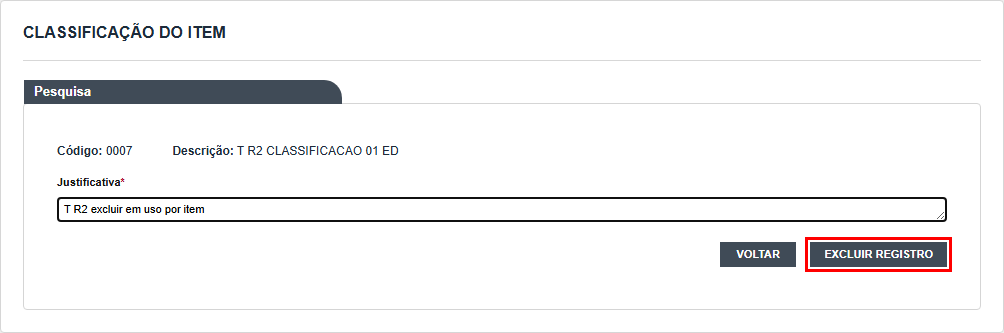 CLASSIFICAÇÃO DO ITEM
Pesquisa
Código: 0007 Descrição: T R2 CLASSIFICACAO 01 ED
Justificativa*
T R2 excluir em uso por item
VOLTAR EXCLUIR REGISTRO